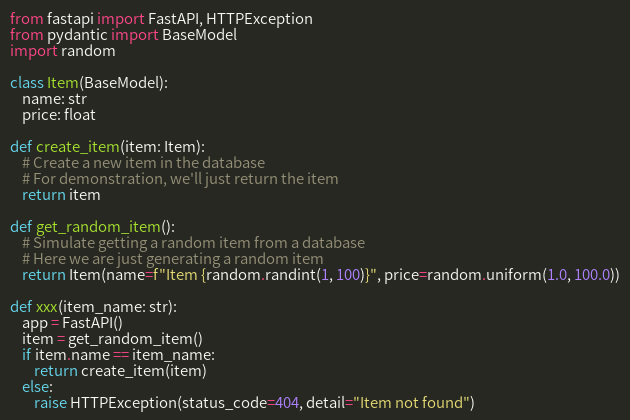 from fastapi import FastAPI, HTTPException
from pydantic import BaseModel
import random

class Item(BaseModel):
    name: str
    price: float

def create_item(item: Item):
    # Create a new item in the database
    # For demonstration, we'll just return the item
    return item

def get_random_item():
    # Simulate getting a random item from a database
    # Here we are just generating a random item
    return Item(name=f"Item {random.randint(1, 100)}", price=random.uniform(1.0, 100.0))

def xxx(item_name: str):
    app = FastAPI()
    item = get_random_item()
    if item.name == item_name:
        return create_item(item)
    else:
        raise HTTPException(status_code=404, detail="Item not found")